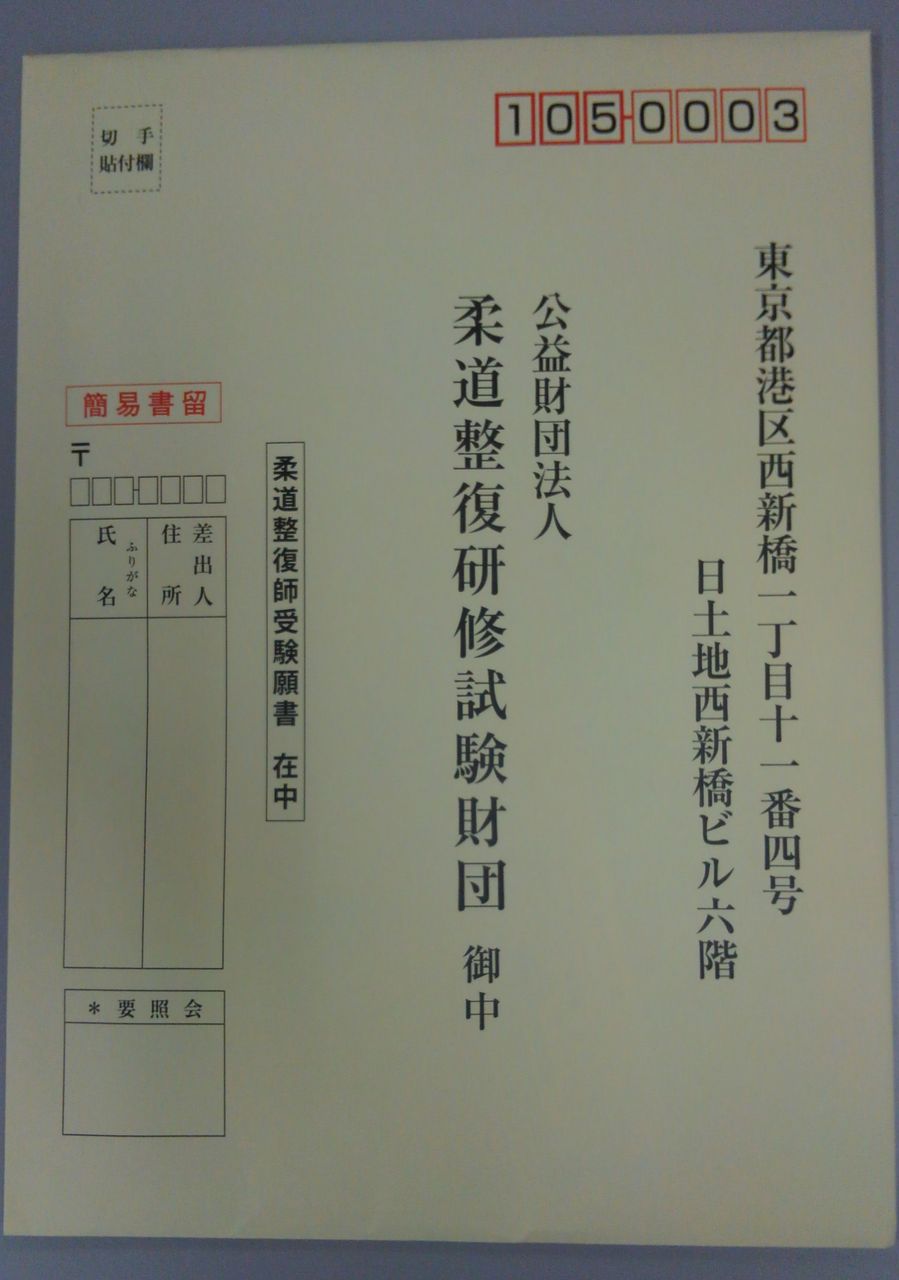 105-0003
東京都港区西新橋一丁目十一番四号
日土地西新橋ビル六階
公益財団法人
柔道整復研修試験財団 御中
切手
貼付欄
柔道整復師受験願書 在中
簡易書留
〒
差出人
住所
ふりがな
氏名
*要照会